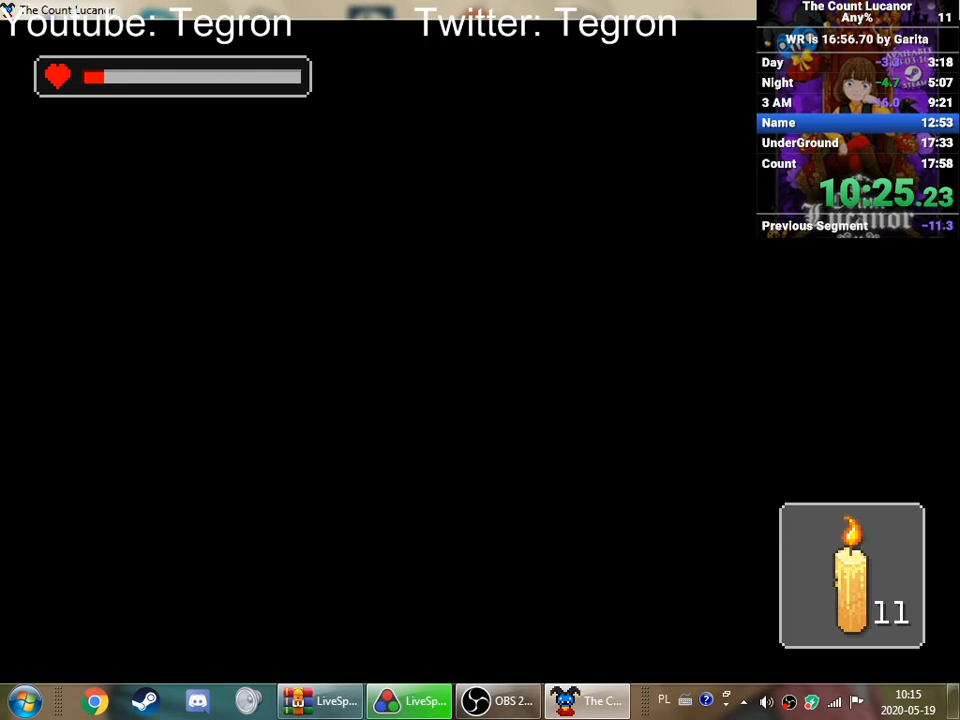 The Count Lucanor
Youtube: Tegron
Twitter: Tegron
The Count Lucanor
Any%
11
WR is 16:56.70 by Garita
Day 3:18
Night -4.7 5:07
3 AM 9:21
Name 12:53
UnderGround 17:33
Count 17:58
10:25.23
Previous Segment -11.3
11
LiveSp...
LiveSp...
OBS 2...
The C...
PL
10:15
2020-05-19